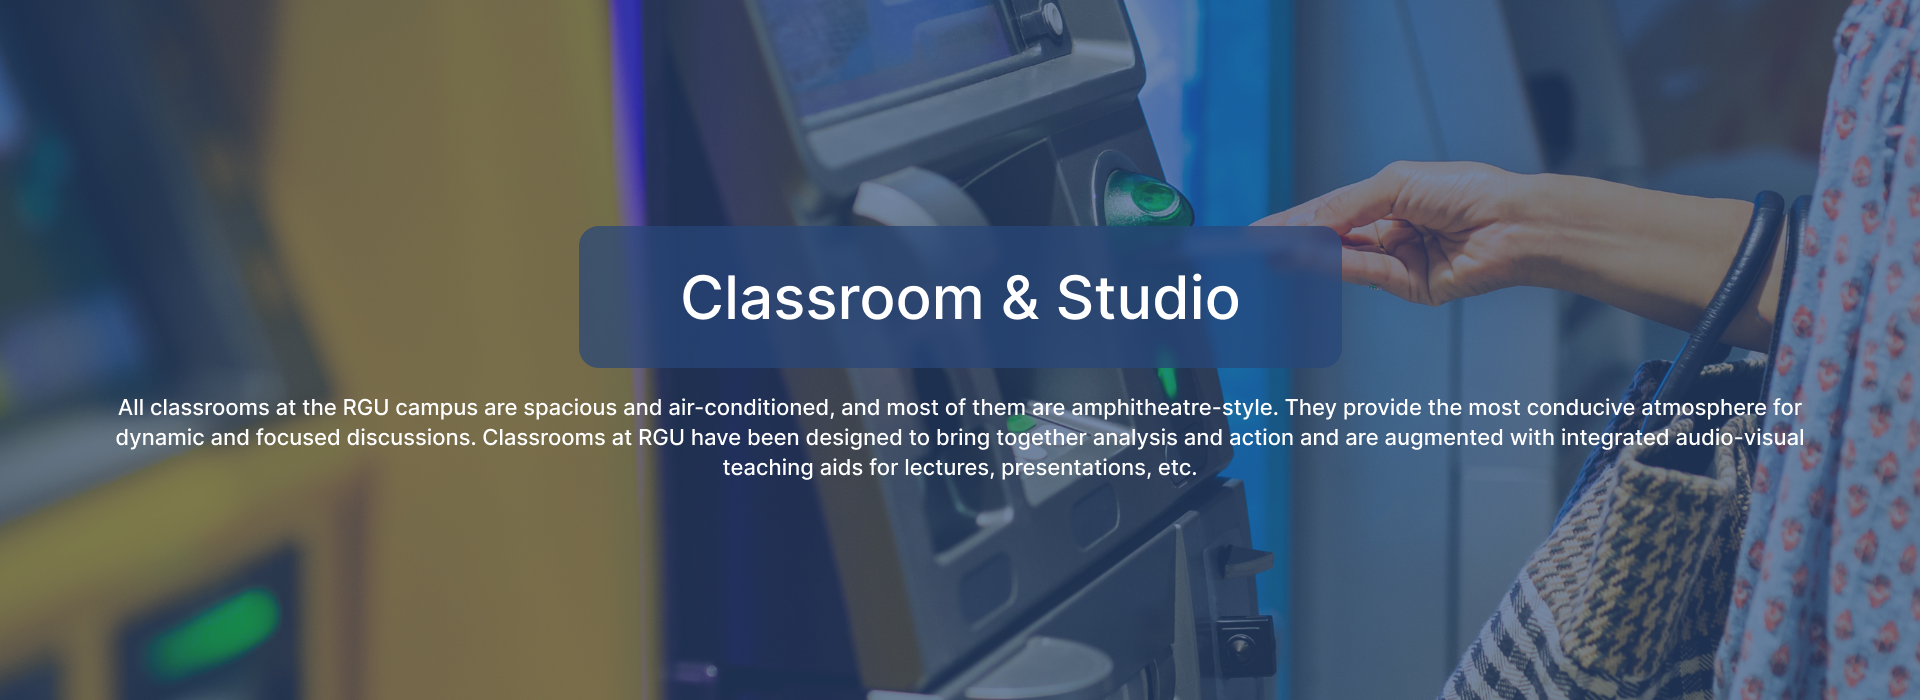 Classroom & Studio
All classrooms at the RGU campus are spacious and air-conditioned, and most of them are amphitheatre-style. They provide the most conducive atmosphere for
dynamic and focused discussions. Classrooms at RGU have been designed to bring together analysis and action and are augmented with integrated audio-visual
teaching aids for lectures, presentations, etc.